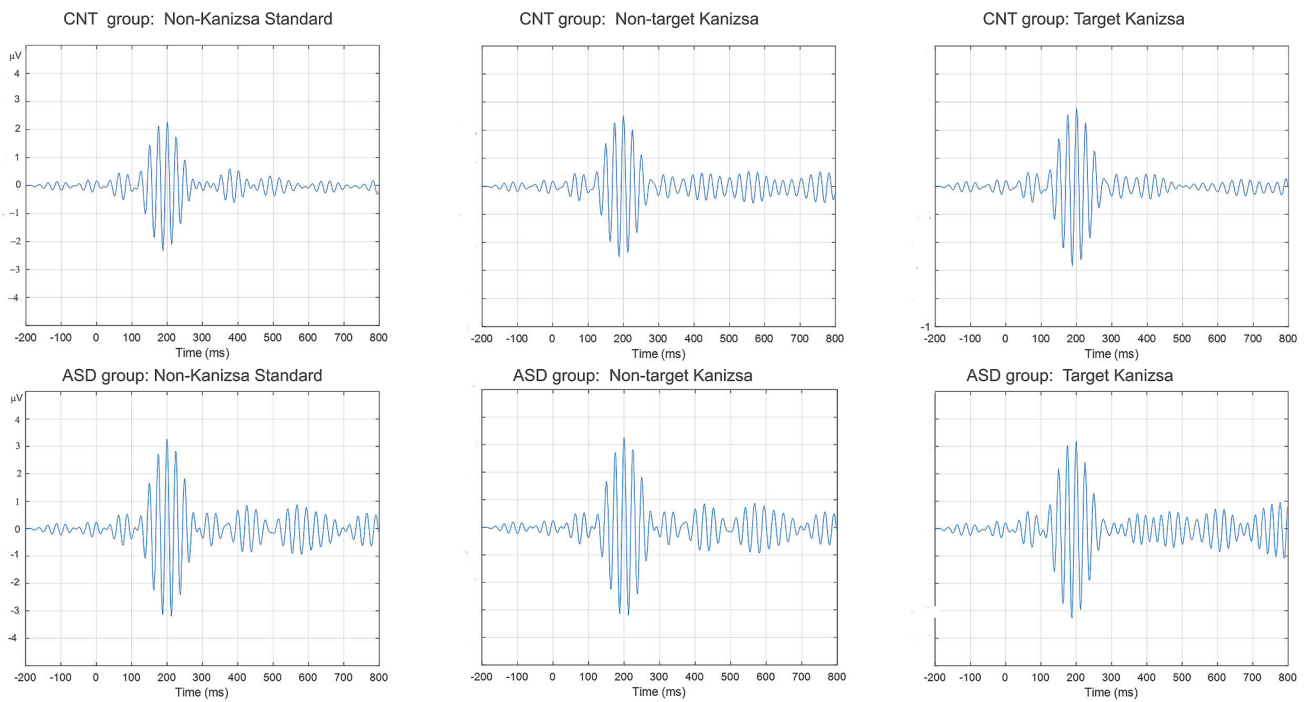 CNT group: Non-Kanizsa Standard
CNT group: Non-target Kanizsa
CNT group: Target Kanizsa
µV
4
3
2
1
0
-1
-2
-3
-4
-1
-200 -100 0 100 200 300 400 500 600 700 800
-200 -100 0 100 200 300 400 500 600 700 800
-200 -100 0 100 200 300 400 500 600 700 800
Time (ms)
Time (ms)
Time (ms)
ASD group: Non-Kanizsa Standard
ASD group: Non-target Kanizsa
ASD group: Target Kanizsa
µV
4
3
2
1
0
-1
-2
-3
-4
-200 -100 0 100 200 300 400 500 600 700 800
-200 -100 0 100 200 300 400 500 600 700 800
-200 -100 0 100 200 300 400 500 600 700 800
Time (ms)
Time (ms)
Time (ms)